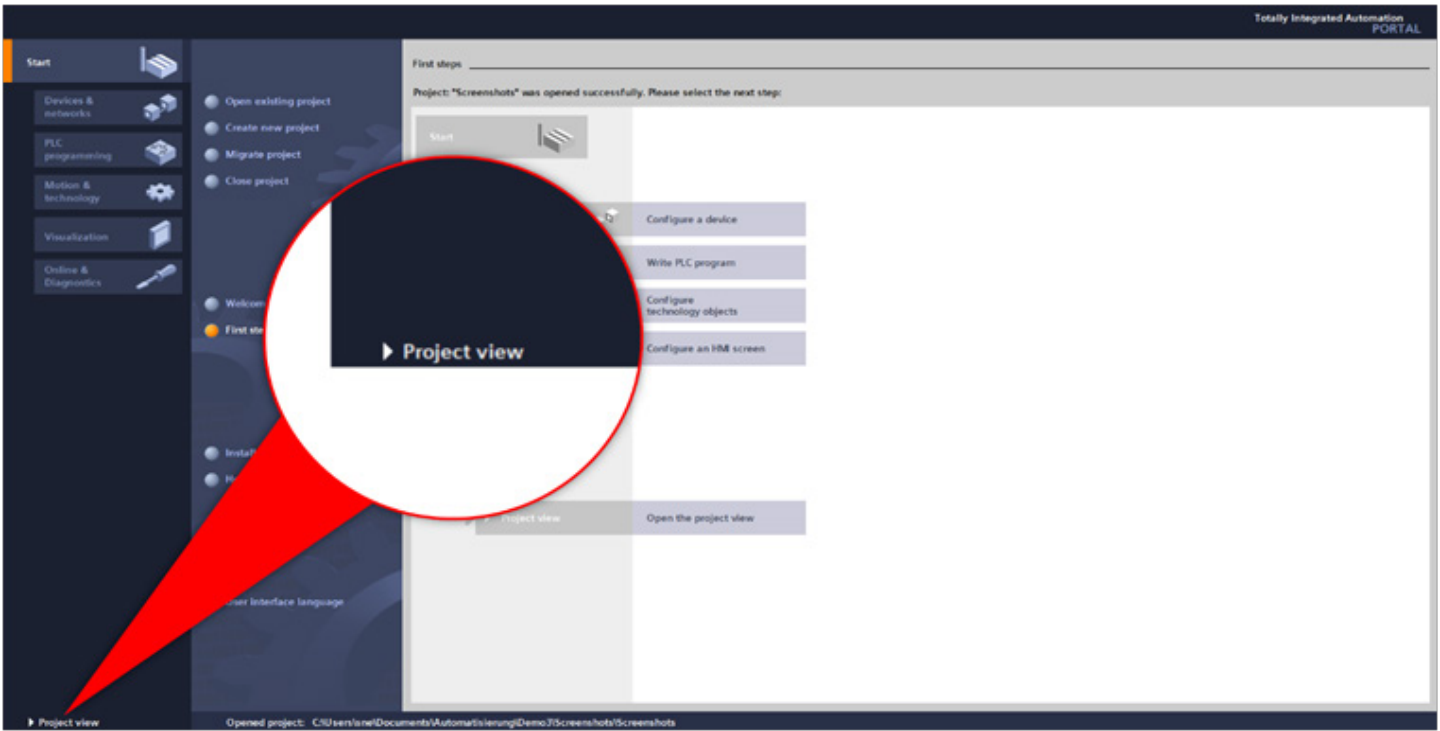 Totally Integrated Automation
PORTAL
Start
Devices &
networks
PLC
programming
Motion &
technology
Visualization
Online &
Diagnostics
Open existing project
Create new project
Migrate project
Close project
First steps
Project: "Screenshots" was opened successfully. Please select the next step:
Start
Configure a device
Write PLC program
Configure
technology objects
Configure an HMI screen
Project view
Project view
Open the project view
User interface language
Project view
Opened project: C:\Users\sne\Documents\Automatisierung\Demo3\Screenshots\Screenshots